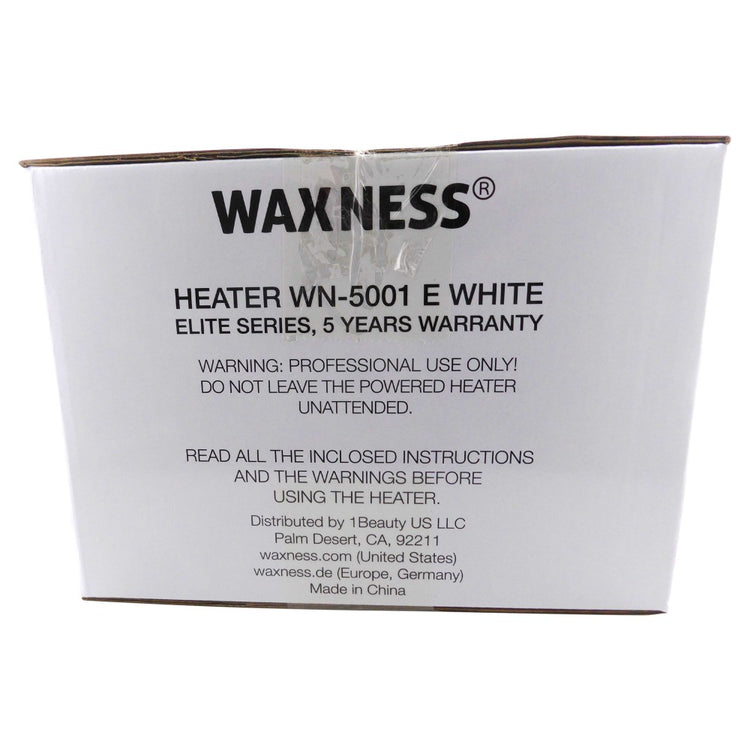 WAXNESS®
HEATER WN-5001 E WHITE
ELITE SERIES, 5 YEARS WARRANTY
WARNING: PROFESSIONAL USE ONLY!
DO NOT LEAVE THE POWERED HEATER
UNATTENDED.
READ ALL THE INCLOSED INSTRUCTIONS
AND THE WARNINGS BEFORE
USING THE HEATER.
Distributed by 1Beauty US LLC
Palm Desert, CA, 92211
waxness.com (United States)
waxness.de (Europe, Germany)
Made in China